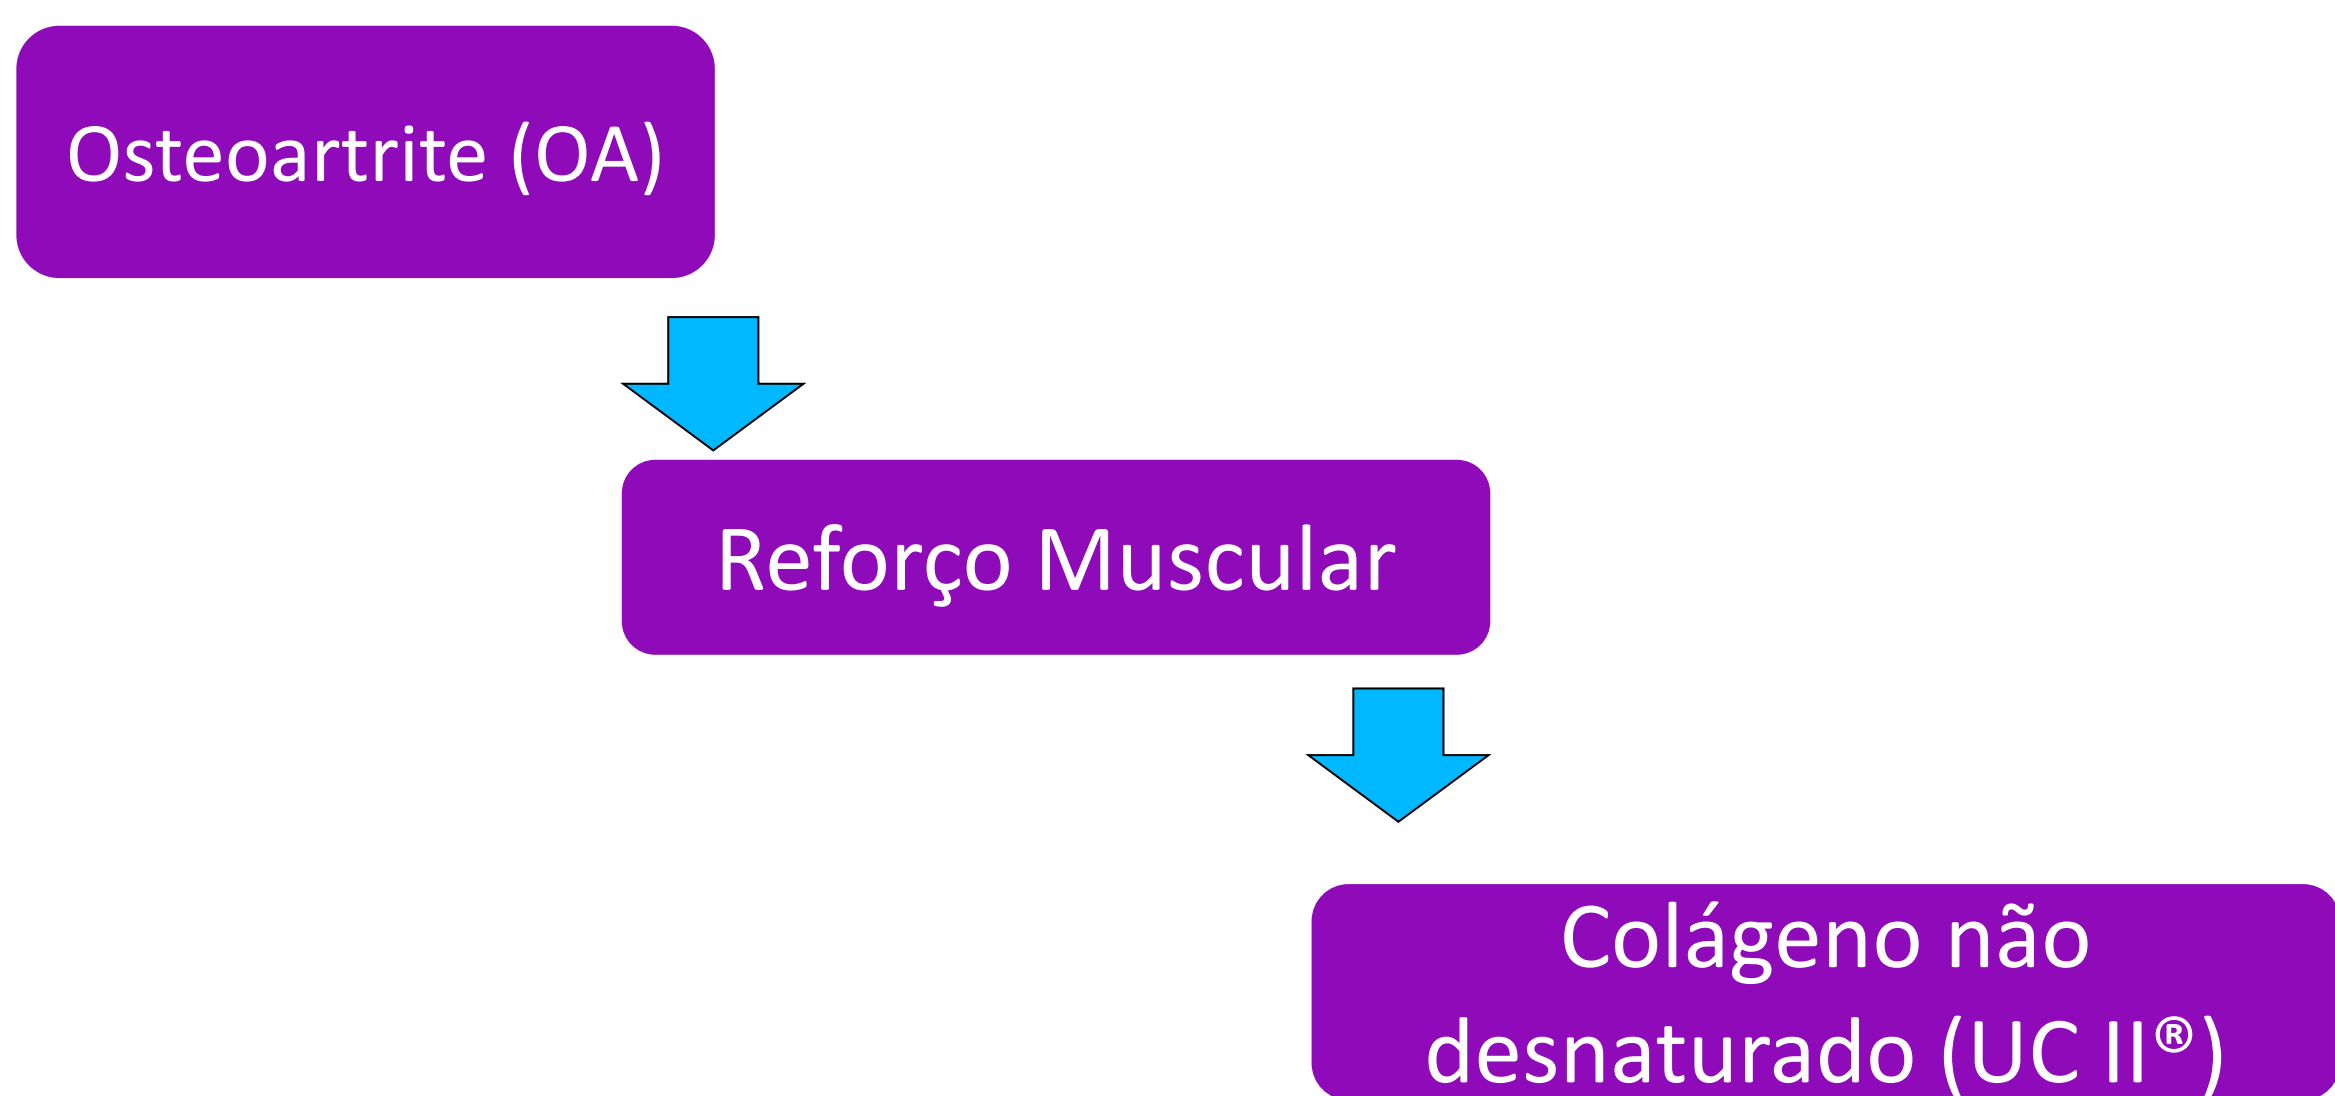 Osteoartrite (OA)
Reforço Muscular
Colágeno não
desnaturado (UC II®)